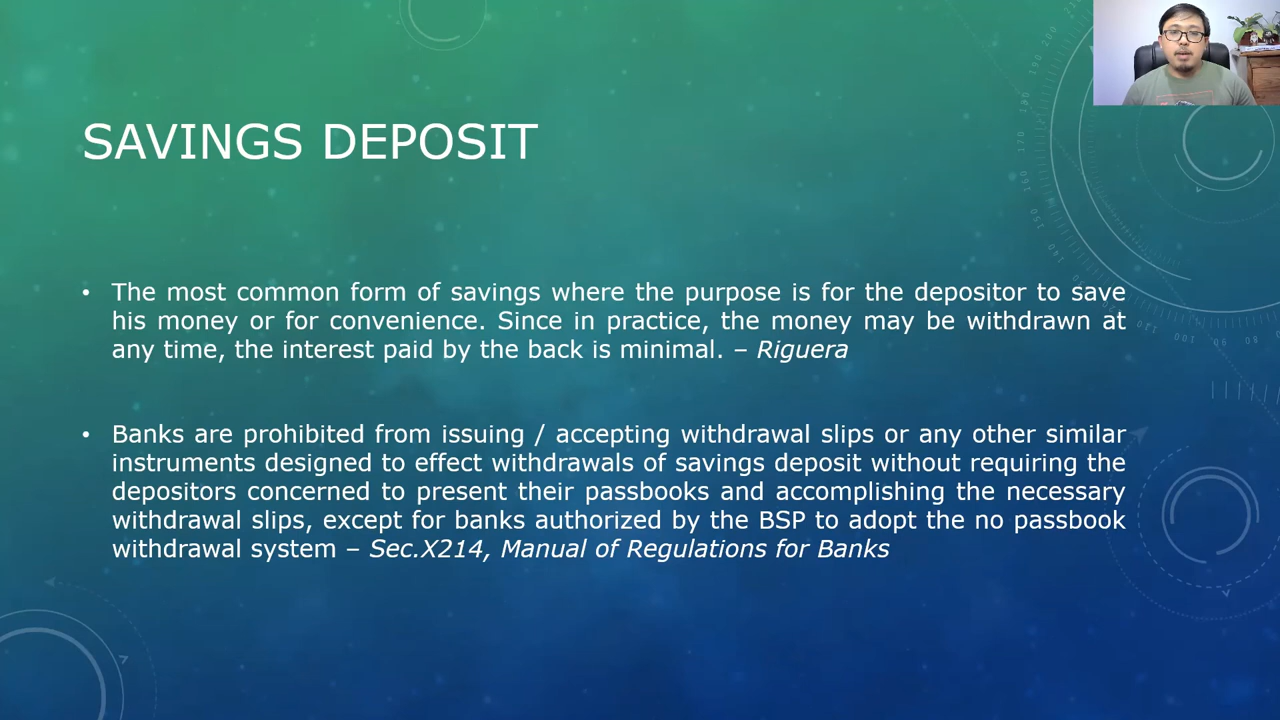 SAVINGS DEPOSIT
• The most common form of savings where the purpose is for the depositor to save
his money or for convenience. Since in practice, the money may be withdrawn at
any time, the interest paid by the back is minimal. – Riguera
• Banks are prohibited from issuing / accepting withdrawal slips or any other similar
instruments designed to effect withdrawals of savings deposit without requiring the
depositors concerned to present their passbooks and accomplishing the necessary
withdrawal slips, except for banks authorized by the BSP to adopt the no passbook
withdrawal system – Sec.X214, Manual of Regulations for Banks